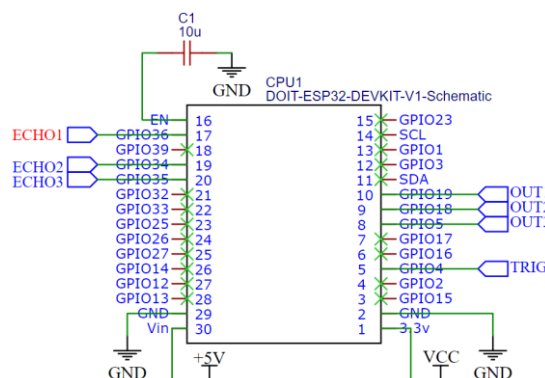 C1
10u
GND
CPU1
DOIT-ESP32-DEVKIT-V1-Schematic
EN 16 15 GPIO23
ECHO1 GPIO36 17 14 SCL
GPIO39 18 13 GPIO1
ECHO2 GPIO34 19 12 GPIO3
ECHO3 GPIO35 20 11 SDA
GPIO32 21 10 GPIO19 OUT
GPIO33 22 9 GPIO18 OUT2
GPIO25 23 8 GPIO5
GPIO26 24 7 GPIO17
GPIO27 25 6 GPIO16
GPIO14 26 5 GPIO4 TRIG
GPIO12 27 4 GPIO2
GPIO13 28 3 GPIO15
GND 29 2 GND
Vin 30 1 3.3v
GND +5V VCC GND